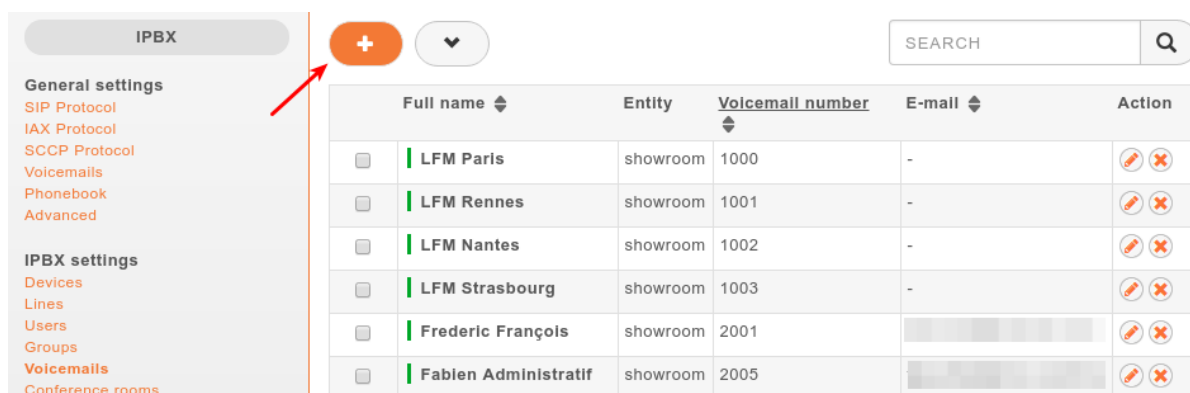 IPBX
General settings
SIP Protocol
IAX Protocol
SCCP Protocol
Voicemails
Phonebook
Advanced
IPBX settings
Devices
Lines
Users
Groups
Voicemails
Conference rooms
SEARCH
Full name Entity Voicemail number E-mail Action
LFM Paris showroom 1000 -
LFM Rennes showroom 1001 -
LFM Nantes showroom 1002 -
LFM Strasbourg showroom 1003 -
Frederic François showroom 2001
Fabien Administratif showroom 2005